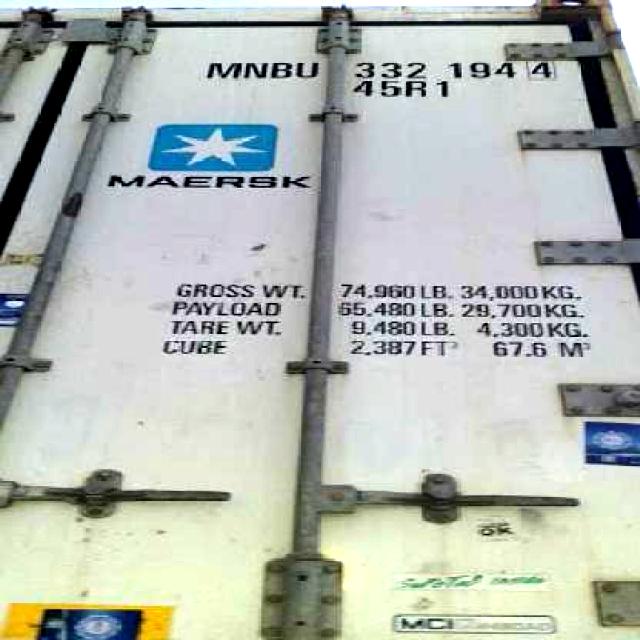 MNBU 332 194 4
45R1
MAERSK
GROSS WT. 74.960 LB. 34,000 KG.
PAYLOAD 65.480 LB. 29,700 KG.
TARE WT. 9.480 LB. 4,300 KG.
CUBE 2.387 FT³ 67.6 M³
OK
MCI